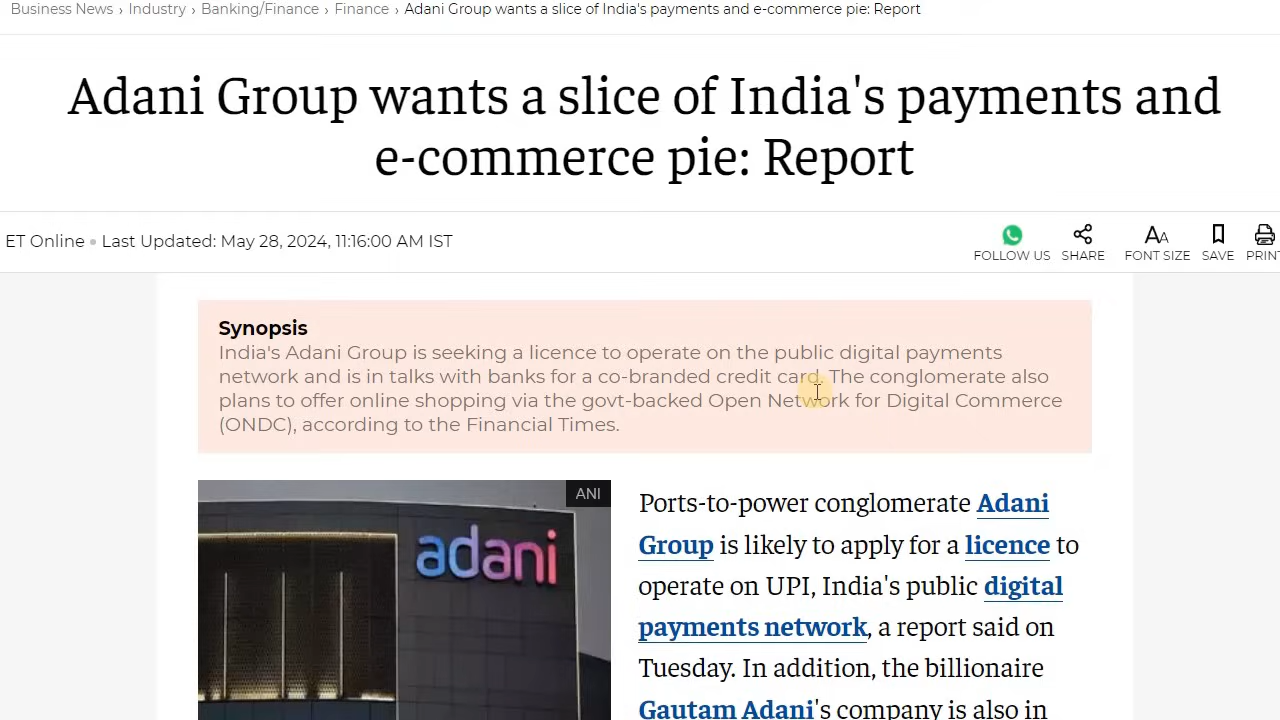 Business News › Industry › Banking/Finance › Finance › Adani Group wants a slice of India's payments and e-commerce pie: Report
Adani Group wants a slice of India's payments and
e-commerce pie: Report
ET Online • Last Updated: May 28, 2024, 11:16:00 AM IST
FOLLOW US SHARE FONT SIZE SAVE PRINT
Synopsis
India's Adani Group is seeking a licence to operate on the public digital payments
network and is in talks with banks for a co-branded credit card. The conglomerate also
plans to offer online shopping via the govt-backed Open Network for Digital Commerce
(ONDC), according to the Financial Times.
ANI
adani
Ports-to-power conglomerate Adani
Group is likely to apply for a licence to
operate on UPI, India's public digital
payments network, a report said on
Tuesday. In addition, the billionaire
Gautam Adani's company is also in